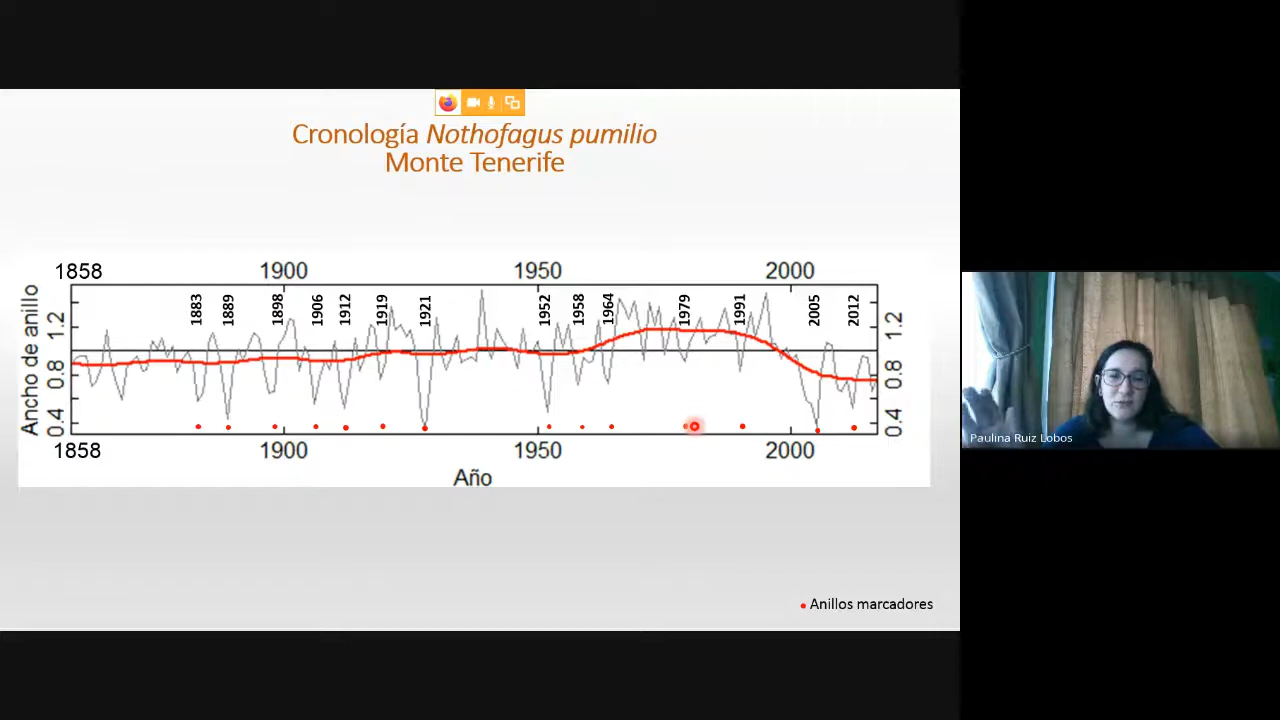 Cronología Nothofagus pumilio
Monte Tenerife
1858 1900 1950 2000
1883 1889 1898 1906 1912 1919 1921 1952 1958 1964 1979 1991 2005 2012
Ancho de anillo
0.4 0.8 1.2
0.4 0.8 1.2
1858 1900 1950 2000
Año
Anillos marcadores
Paulina Ruiz Lobos